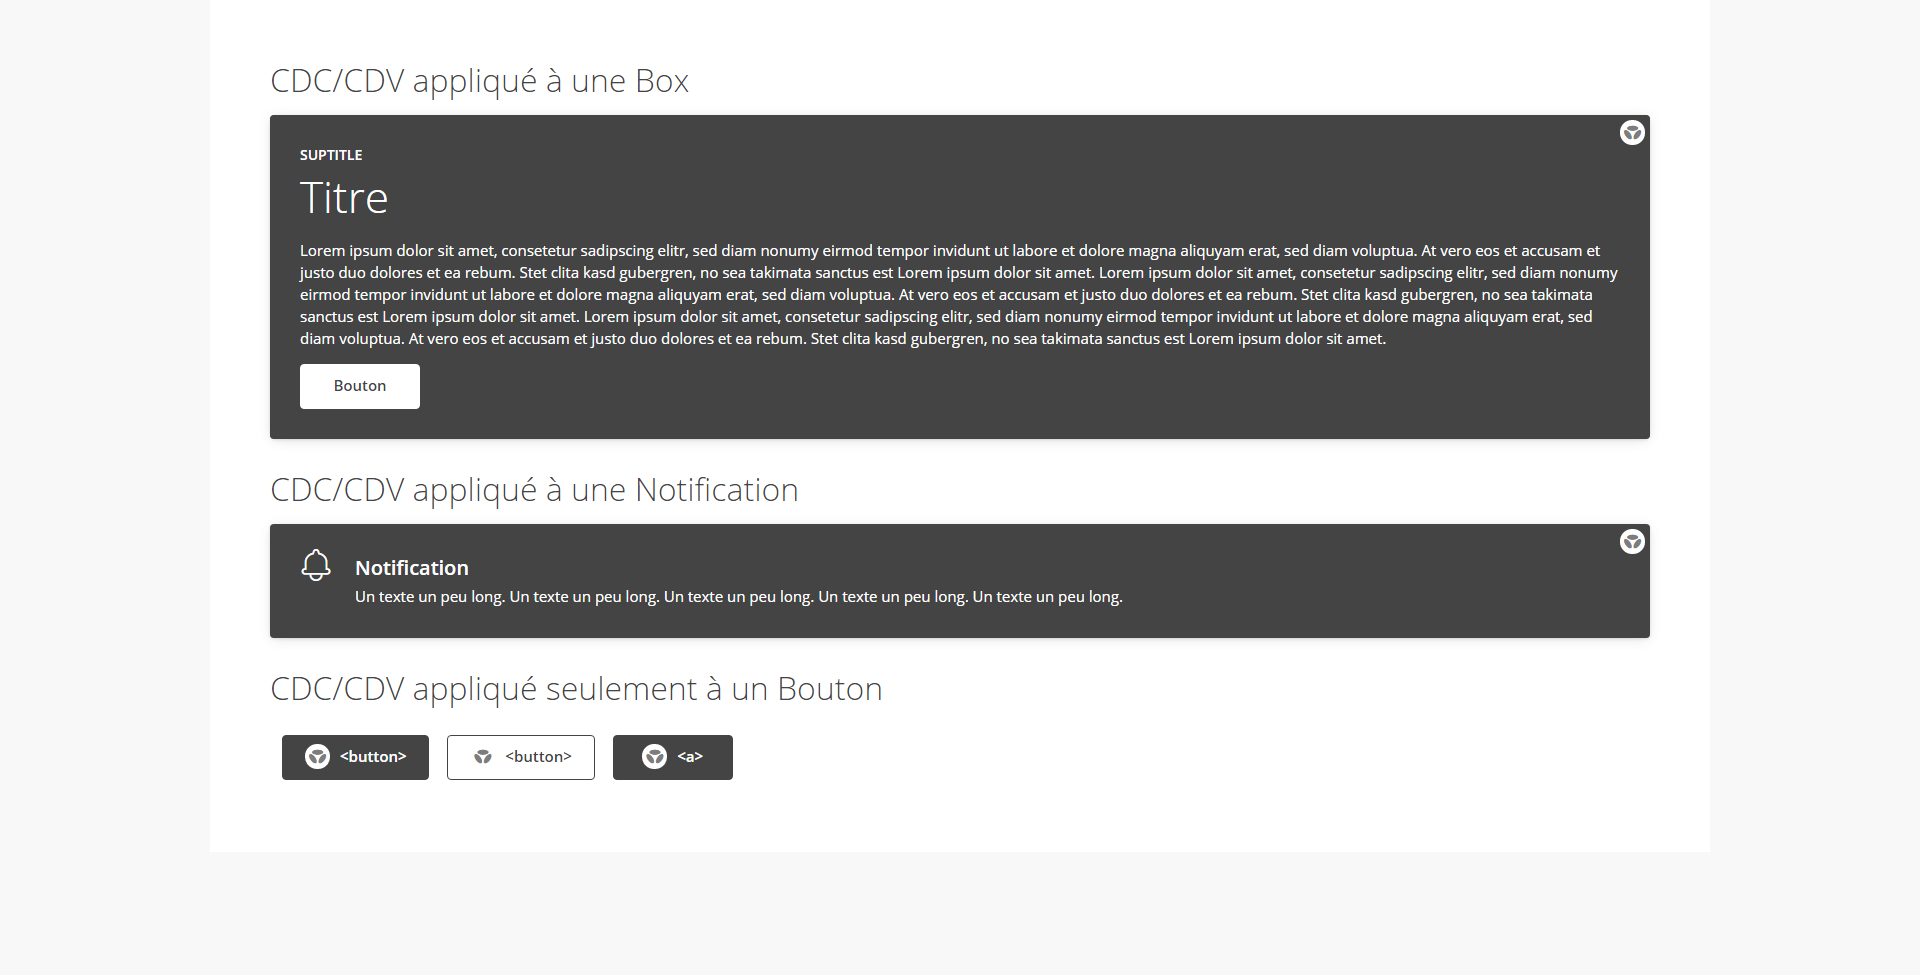 CDC/CDV appliqué à une Box
SUPTITLE
Titre
Lorem ipsum dolor sit amet, consetetur sadipscing elitr, sed diam nonumy eirmod tempor invidunt ut labore et dolore magna aliquyam erat, sed diam voluptua. At vero eos et accusam et
justo duo dolores et ea rebum. Stet clita kasd gubergren, no sea takimata sanctus est Lorem ipsum dolor sit amet. Lorem ipsum dolor sit amet, consetetur sadipscing elitr, sed diam nonumy
eirmod tempor invidunt ut labore et dolore magna aliquyam erat, sed diam voluptua. At vero eos et accusam et justo duo dolores et ea rebum. Stet clita kasd gubergren, no sea takimata
sanctus est Lorem ipsum dolor sit amet. Lorem ipsum dolor sit amet, consetetur sadipscing elitr, sed diam nonumy eirmod tempor invidunt ut labore et dolore magna aliquyam erat, sed
diam voluptua. At vero eos et accusam et justo duo dolores et ea rebum. Stet clita kasd gubergren, no sea takimata sanctus est Lorem ipsum dolor sit amet.
Bouton
CDC/CDV appliqué à une Notification
Notification
Un texte un peu long. Un texte un peu long. Un texte un peu long. Un texte un peu long. Un texte un peu long.
CDC/CDV appliqué seulement à un Bouton
<button> <button> <a>